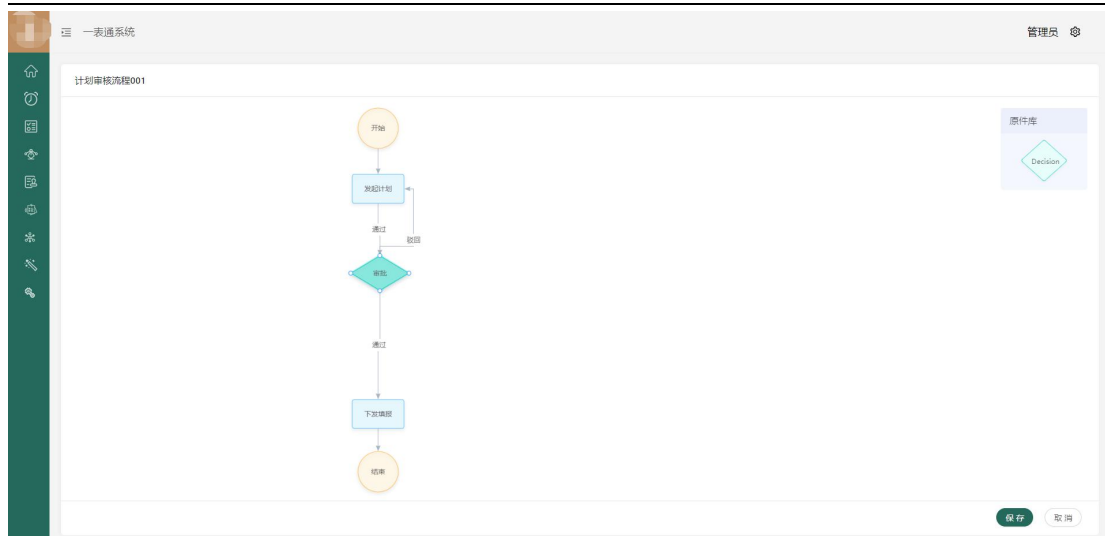 一表通系统
管理员
计划审核流程001
开始
原件库
Decision
发起计划
通过
驳回
审批
通过
下发填报
结束
保存
取消